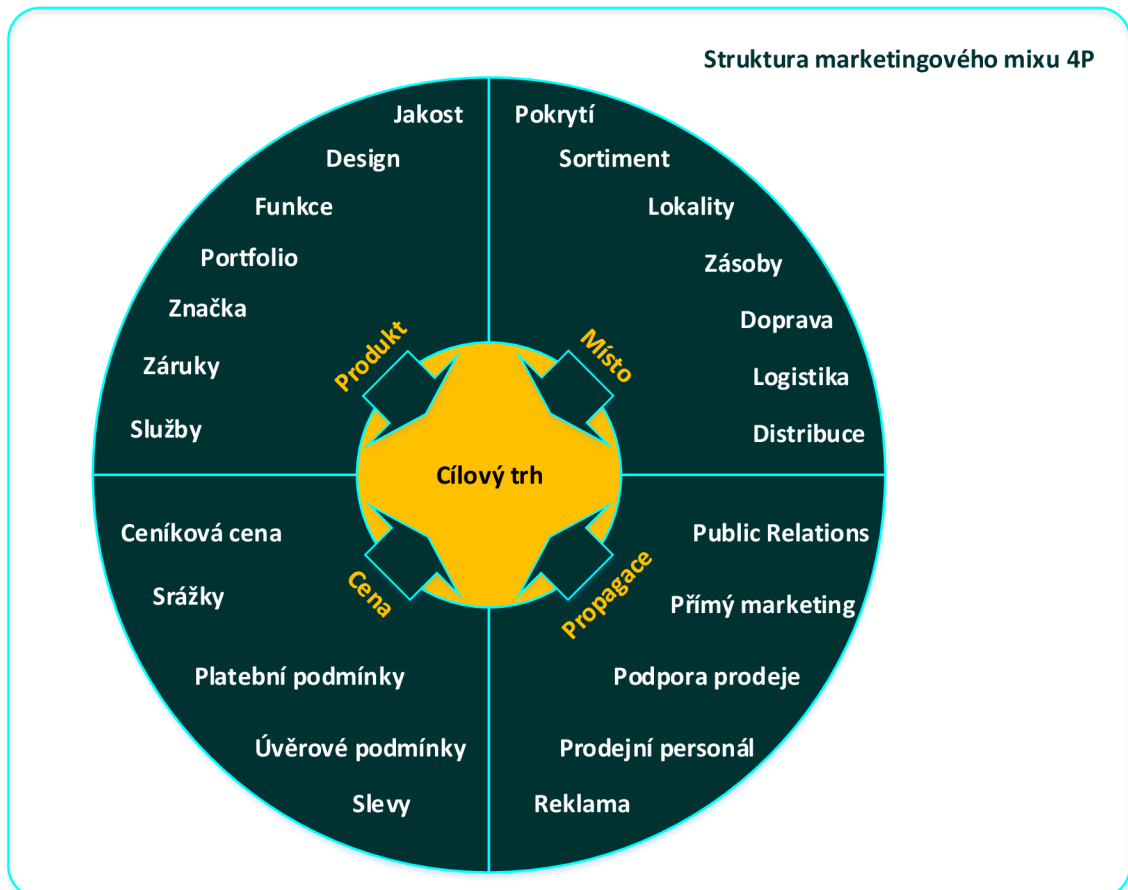 Struktura marketingového mixu 4P
Jakost
Design
Funkce
Portfolio
Značka
Záruky
Služby
Produkt
Pokrytí
Sortiment
Lokality
Zásoby
Doprava
Logistika
Distribuce
Místo
Cílový trh
Ceníková cena
Srážky
Platební podmínky
Úvěrové podmínky
Slevy
Cena
Public Relations
Přímý marketing
Podpora prodeje
Prodejní personál
Reklama
Propagace